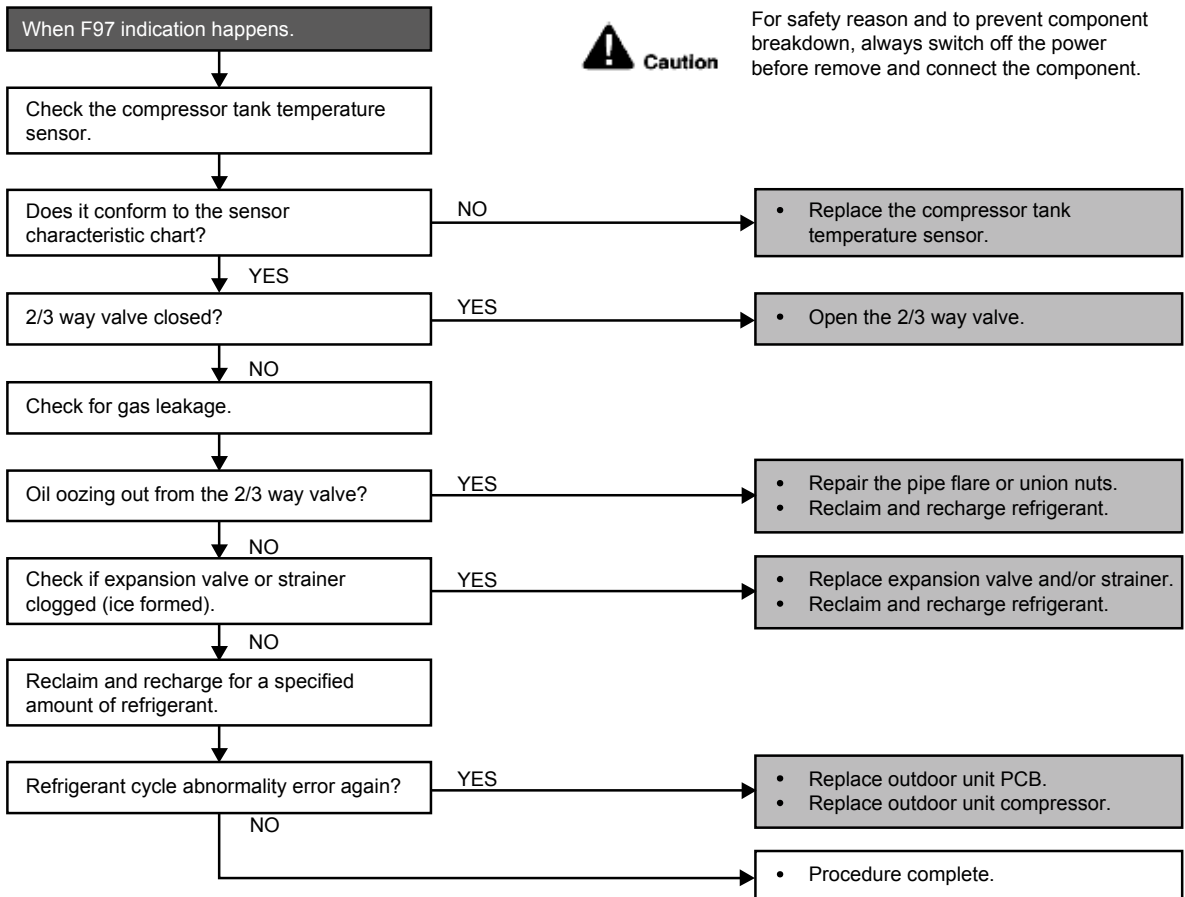 When F97 indication happens.
Caution
For safety reason and to prevent component
breakdown, always switch off the power
before remove and connect the component.
Check the compressor tank temperature
sensor.
Does it conform to the sensor
characteristic chart?
NO
• Replace the compressor tank
temperature sensor.
YES
2/3 way valve closed?
YES
• Open the 2/3 way valve.
NO
Check for gas leakage.
Oil oozing out from the 2/3 way valve?
YES
• Repair the pipe flare or union nuts.
• Reclaim and recharge refrigerant.
NO
Check if expansion valve or strainer
clogged (ice formed).
YES
• Replace expansion valve and/or strainer.
• Reclaim and recharge refrigerant.
NO
Reclaim and recharge for a specified
amount of refrigerant.
Refrigerant cycle abnormality error again?
YES
• Replace outdoor unit PCB.
• Replace outdoor unit compressor.
NO
• Procedure complete.